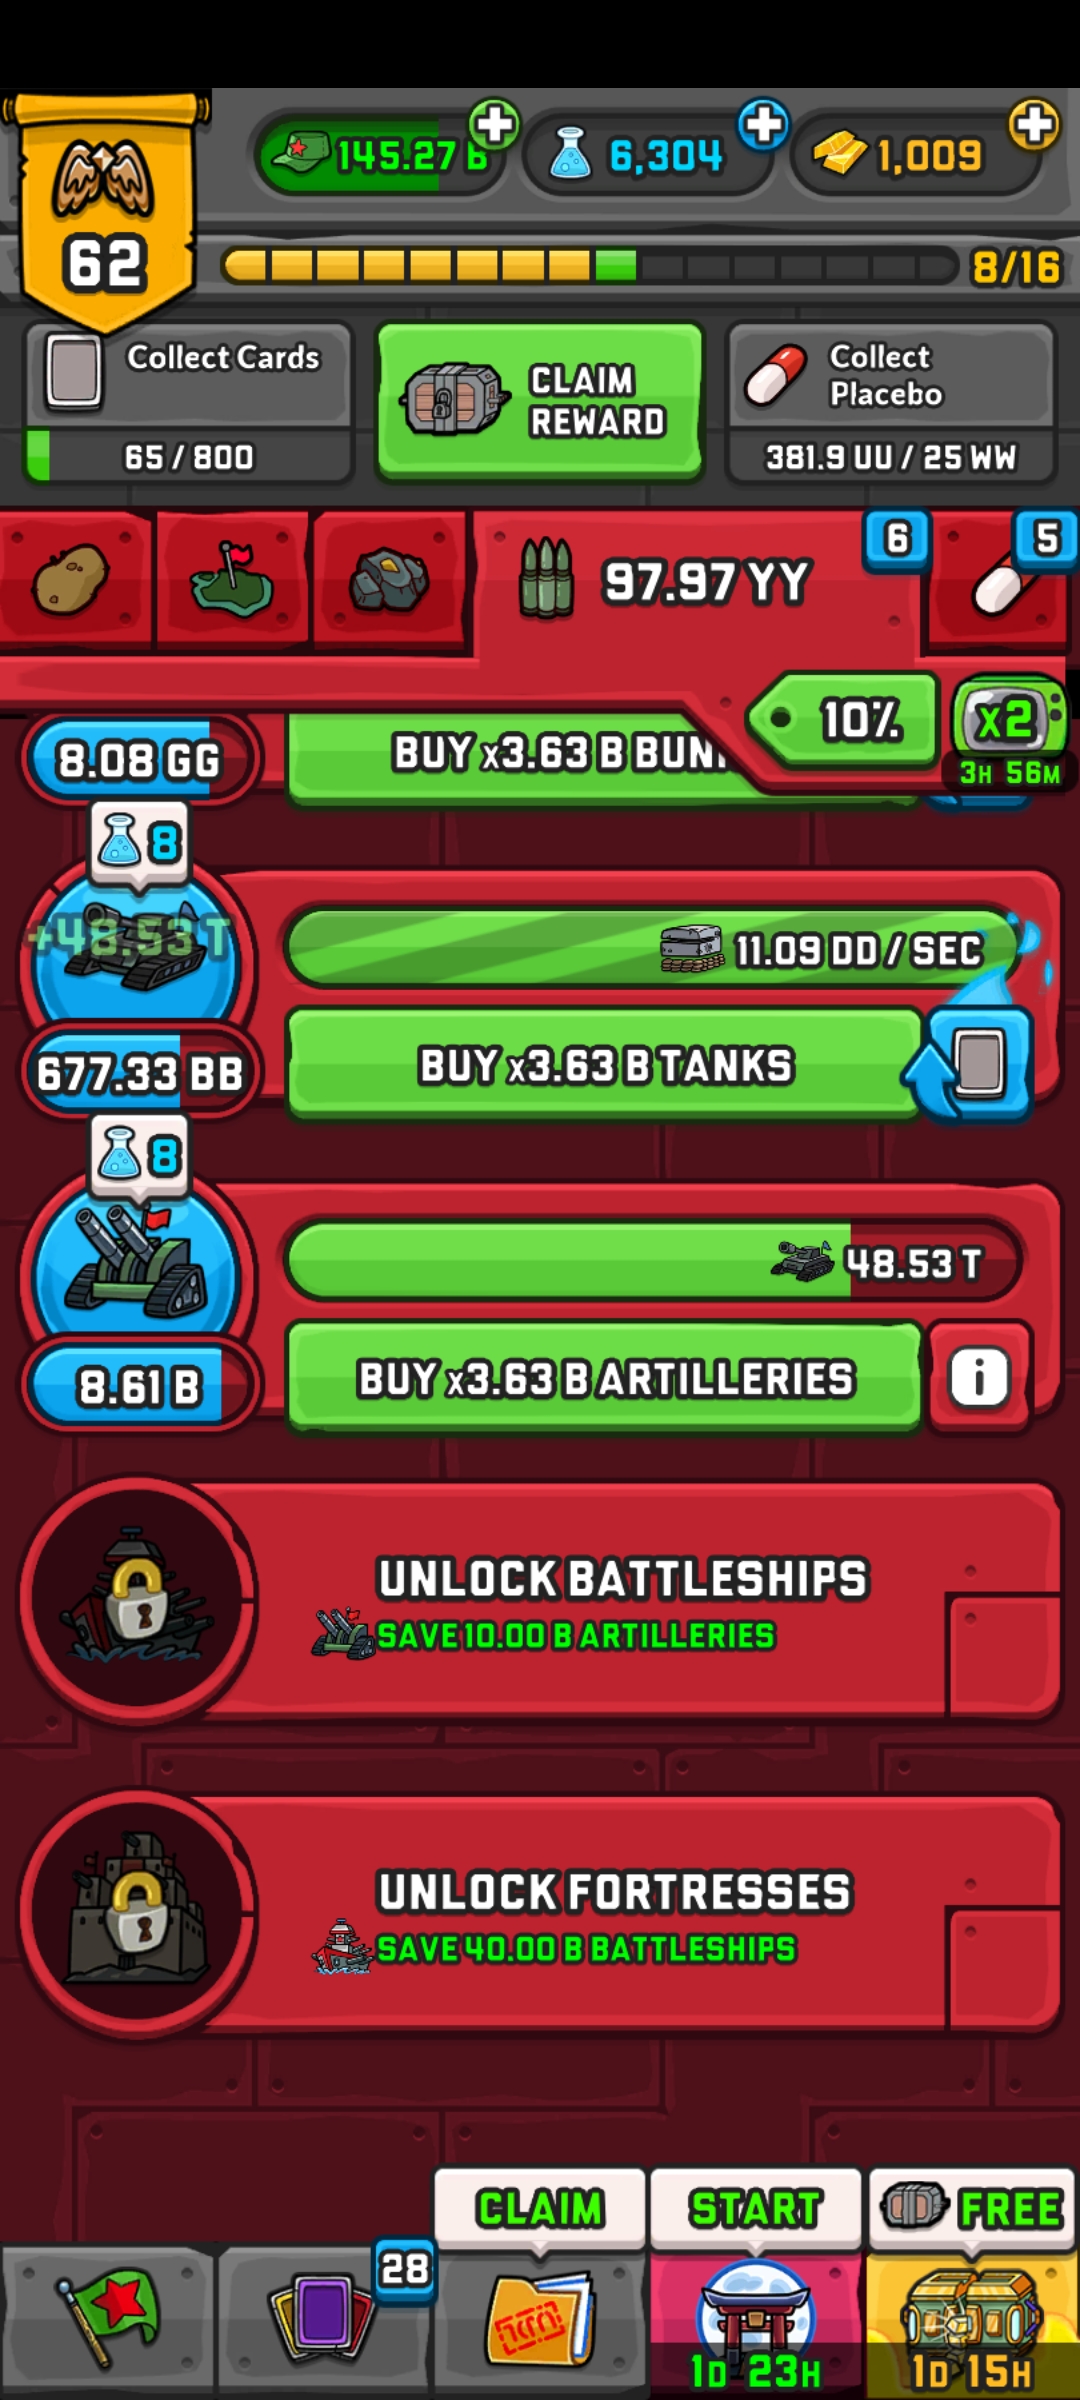 145.27 B
6,304
1,009
62
8/16
Collect Cards
65 / 800
CLAIM
REWARD
Collect
Placebo
381.9 UU / 25 WW
97.97 YY
6
5
10%
x2
3H 56M
8.08 GG
BUY x3.63 B
8
+48.53 T
11.09 DD / SEC
677.33 BB
BUY x3.63 B TANKS
8
48.53 T
8.61 B
BUY x3.63 B ARTILLERIES
i
UNLOCK BATTLESHIPS
SAVE 10.00 B ARTILLERIES
UNLOCK FORTRESSES
SAVE 40.00 B BATTLESHIPS
CLAIM
START
FREE
28
1D 23H
1D 15H